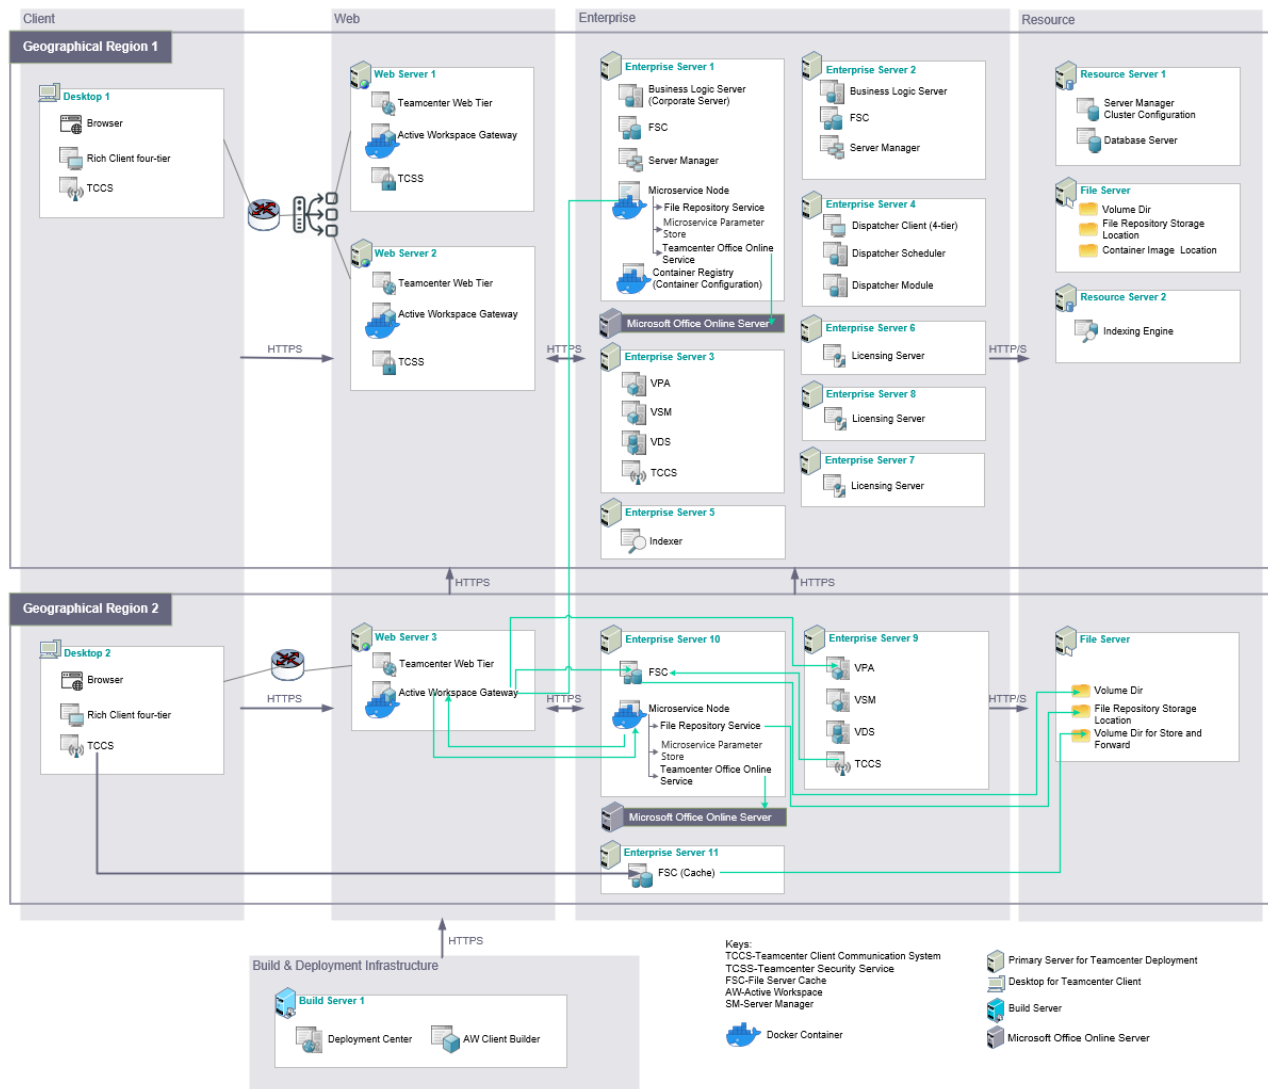 Client
Web
Enterprise
Resource
Geographical Region 1
Desktop 1
Browser
Rich Client four-tier
TCCS
Web Server 1
Teamcenter Web Tier
Active Workspace Gateway
TCSS
Web Server 2
Teamcenter Web Tier
Active Workspace Gateway
TCSS
HTTPS
HTTPS
Enterprise Server 1
Business Logic Server
(Corporate Server)
FSC
Server Manager
Microservice Node
File Repository Service
Microservice Parameter
Store
Teamcenter Office Online
Service
Container Registry
(Container Configuration)
Microsoft Office Online Server
Enterprise Server 3
VPA
VSM
VDS
TCCS
Enterprise Server 5
Indexer
Enterprise Server 2
Business Logic Server
FSC
Server Manager
Enterprise Server 4
Dispatcher Client (4-tier)
Dispatcher Scheduler
Dispatcher Module
Enterprise Server 6
Licensing Server
Enterprise Server 8
Licensing Server
Enterprise Server 7
Licensing Server
HTTP/S
Resource Server 1
Server Manager
Cluster Configuration
Database Server
File Server
Volume Dir
File Repository Storage
Location
Container Image Location
Resource Server 2
Indexing Engine
HTTPS
HTTPS
Geographical Region 2
Desktop 2
Browser
Rich Client four-tier
TCCS
HTTPS
Web Server 3
Teamcenter Web Tier
Active Workspace Gateway
HTTPS
Enterprise Server 10
FSC
Microservice Node
File Repository Service
Microservice Parameter
Store
Teamcenter Office Online
Service
Microsoft Office Online Server
Enterprise Server 11
FSC (Cache)
Enterprise Server 9
VPA
VSM
VDS
TCCS
HTTP/S
File Server
Volume Dir
File Repository Storage
Location
Volume Dir for Store and
Forward
HTTPS
Build & Deployment Infrastructure
Build Server 1
Deployment Center
AW Client Builder
Keys:
TCCS-Teamcenter Client Communication System
TCSS-Teamcenter Security Service
FSC-File Server Cache
AW-Active Workspace
SM-Server Manager
Docker Container
Primary Server for Teamcenter Deployment
Desktop for Teamcenter Client
Build Server
Microsoft Office Online Server